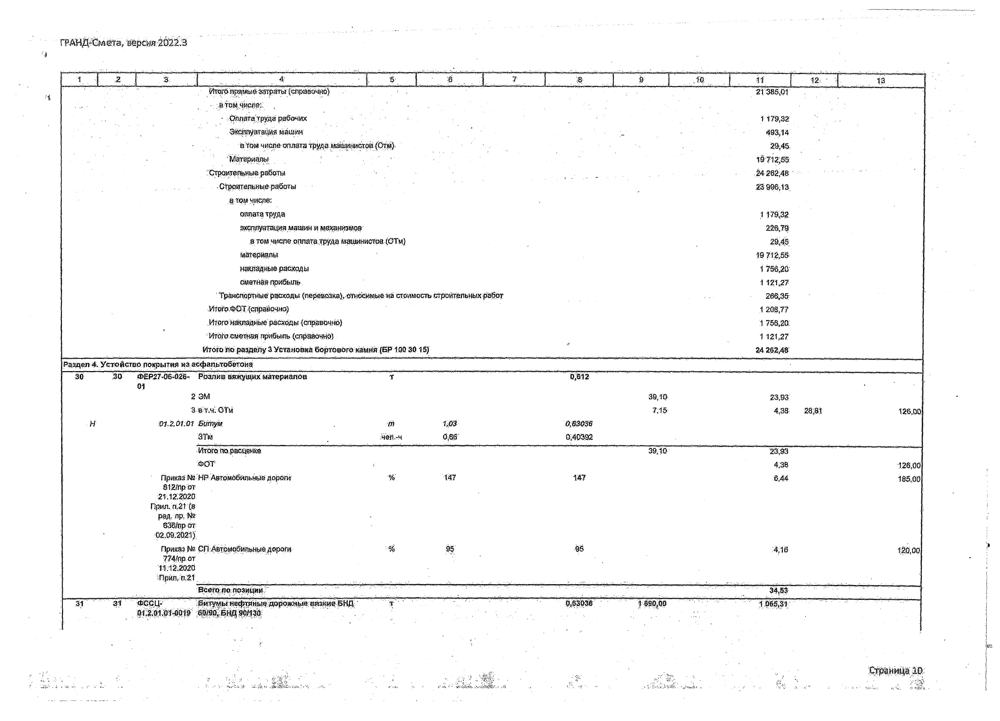 ГРАНД-Смета, версия 2022.3
1 2 3 4 5 6 7 8 9 10 11 12 13
Итого прямые затраты (справочно) 21 385,01
в том числе:
Оплата труда рабочих 1 179,32
Эксплуатация машин 493,14
в том числе оплата труда машинистов (Отм) 29,45
Материалы 19 712,55
Строительные работы 24 262,48
Строительные работы 23 996,13
в том числе:
оплата труда 1 179,32
эксплуатация машин и механизмов 226,79
в том числе оплата труда машинистов (ОТм) 29,45
материалы 19 712,55
накладные расходы 1 756,20
сметная прибыль 1 121,27
Транспортные расходы (перевозка), относимые на стоимость строительных работ 266,35
Итого ФОТ (справочно) 1 208,77
Итого накладные расходы (справочно) 1 756,20
Итого сметная прибыль (справочно) 1 121,27
Итого по разделу 3 Установка бортового камня (БР 100 30 15) 24 262,48
Раздел 4. Устройство покрытия из асфальтобетона
30 30 ФЕР27-06-026- Розлив вяжущих материалов т 0,612
01
2 ЭМ 39,10 23,93
3 в т.ч. ОТм 7,15 4,38 28,81 126,00
Н 01.2.01.01 Битум т 1,03 0,63036
ЗТм чел.-ч 0,66 0,40392
Итого по расценке 39,10 23,93
ФОТ 4,38 126,00
Приказ № НР Автомобильные дороги % 147 147 6,44 185,00
812/пр от
21.12.2020
Прил. п.21 (в
ред. пр. №
636/пр от
02.09.2021)
Приказ № СП Автомобильные дороги % 95 95 4,16 120,00
774/пр от
11.12.2020
Прил. п.21
Всего по позиции 34,53
31 31 ФССЦ- Битумы нефтяные дорожные вязкие БНД т 0,63036 1 690,00 1 065,31
01.2.01.01-0019 60/90, БНД 90/130
Страница 10